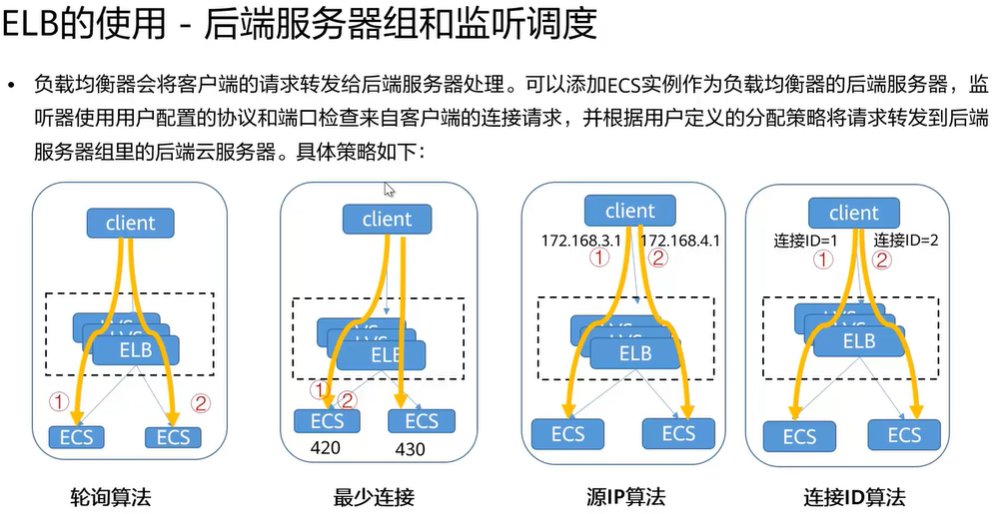 ELB的使用 - 后端服务器组和监听调度
• 负载均衡器会将客户端的请求转发给后端服务器处理。可以添加ECS实例作为负载均衡器的后端服务器，监
听器使用用户配置的协议和端口检查来自客户端的连接请求，并根据用户定义的分配策略将请求转发到后端
服务器组里的后端云服务器。具体策略如下：
client
ELB
① ②
ECS ECS
轮询算法
client
ELB
① ②
ECS ECS
420 430
最少连接
client
172.168.3.1 172.168.4.1
① ②
ELB
ECS ECS
源IP算法
client
连接ID=1 连接ID=2
① ②
ELB
ECS ECS
连接ID算法